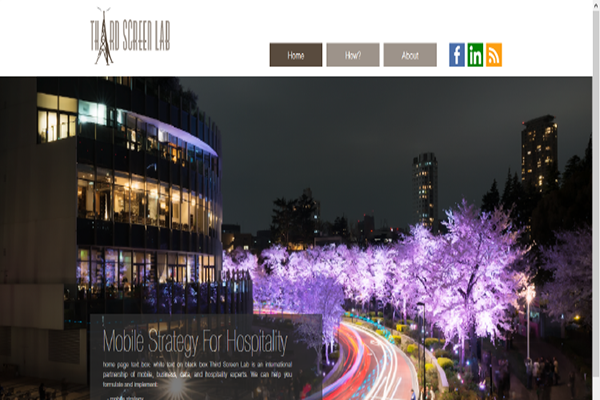 THIRD SCREEN LAB
Home How? About
Mobile Strategy For Hospitality
home page text box: white text on black box Third Screen Lab is an international
partnership of mobile, business, data, and hospitality experts. We can help you
formulate and implement:
- mobile strategy